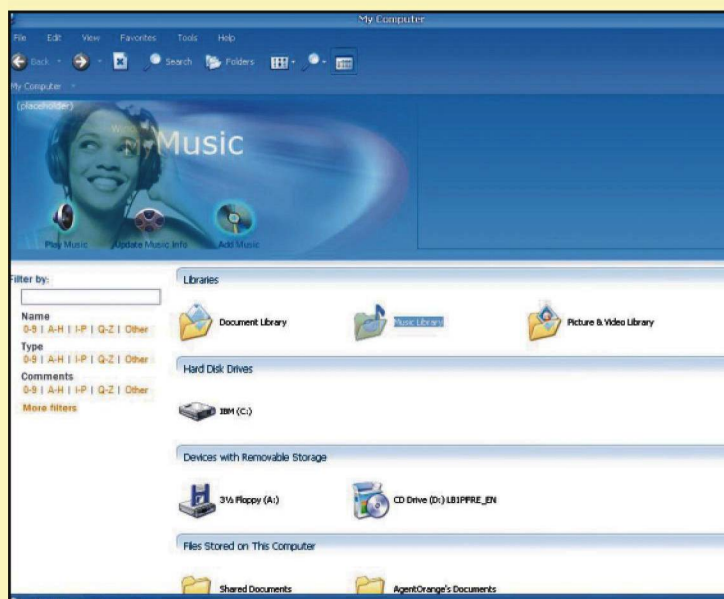 My Computer
File Edit View Favorites Tools Help
Back Search Folders
My Computer
(placeholder)
Music
Play Music Update Music Info Add Music
Filter by:
Name
0-9 | A-H | I-P | Q-Z | Other
Type
0-9 | A-H | I-P | Q-Z | Other
Comments
0-9 | A-H | I-P | Q-Z | Other
More filters
Libraries
Document Library Music Library Picture & Video Library
Hard Disk Drives
IBM (C:)
Devices with Removable Storage
3½ Floppy (A:) CD Drive (D:) LB1PFRE_EN
Files Stored on This Computer
Shared Documents AgentOrange's Documents